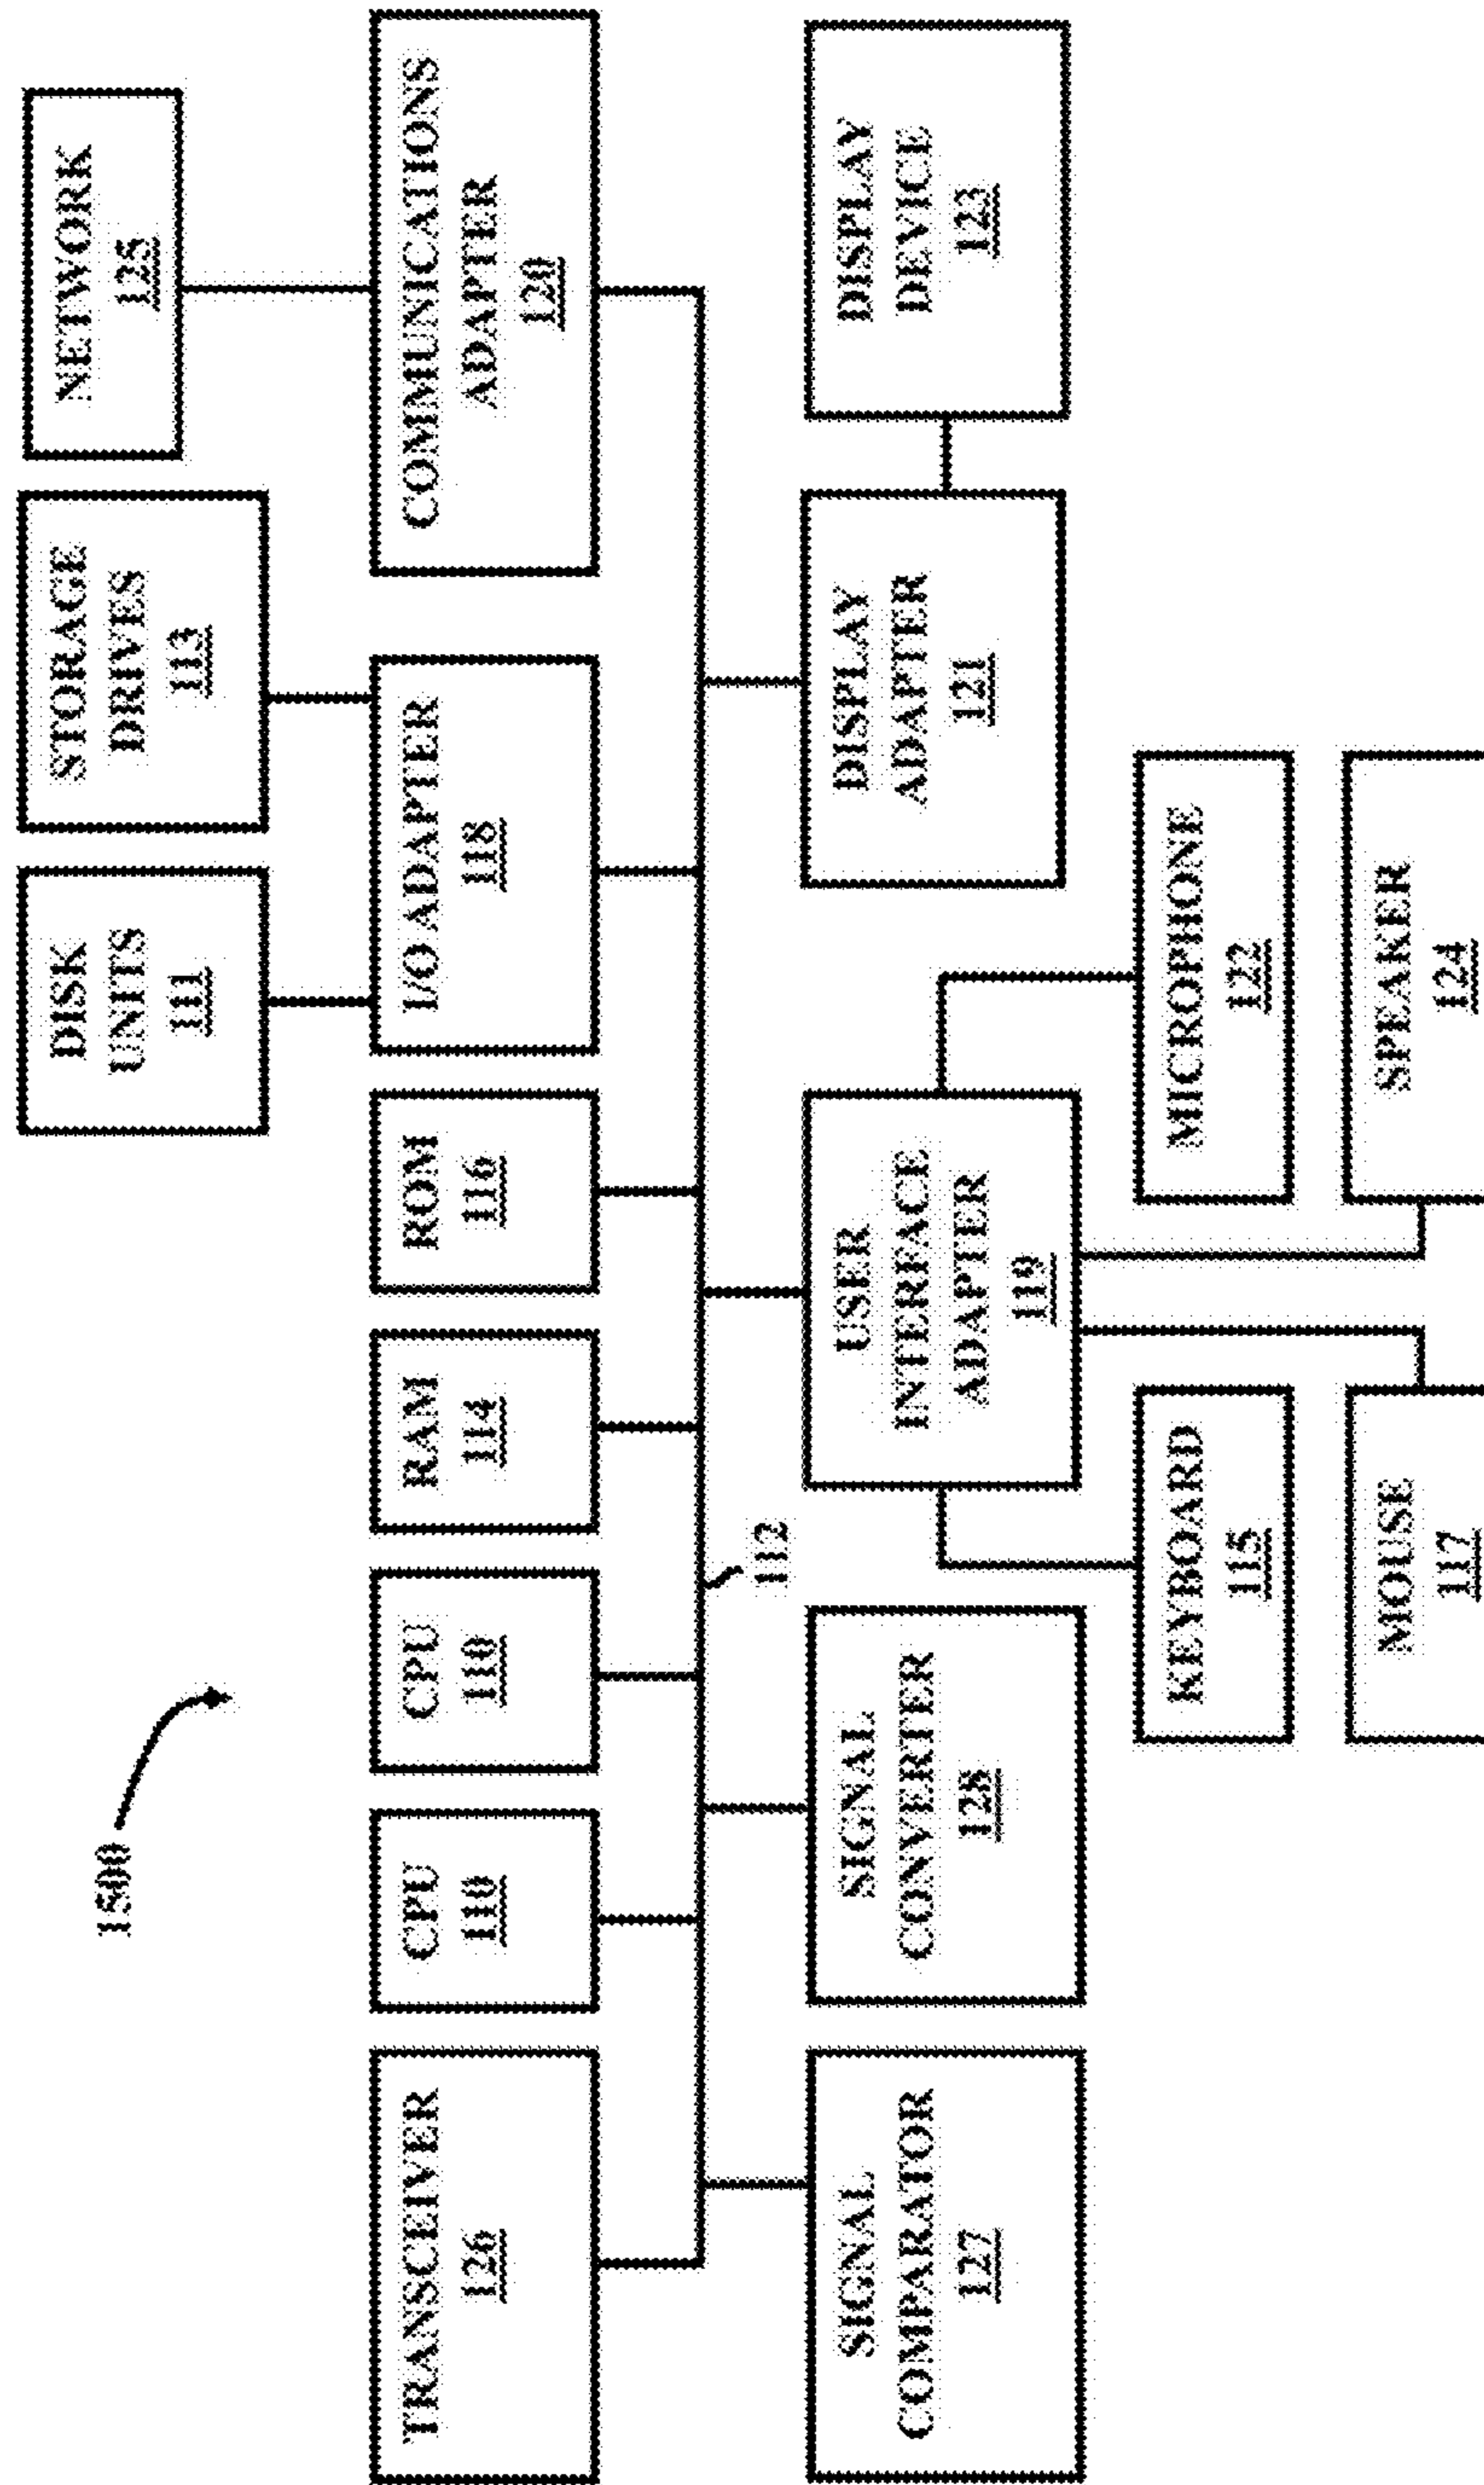 1500
DISK
UNITS
111
STORAGE
DRIVES
113
NETWORK
125
TRANSCEIVER
126
CPU
110
CPU
110
RAM
114
ROM
116
I/O ADAPTER
118
COMMUNICATIONS
ADAPTER
120
112
SIGNAL
COMPARATOR
127
SIGNAL
CONVERTER
128
USER
INTERFACE
ADAPTER
119
DISPLAY
ADAPTER
121
DISPLAY
DEVICE
123
KEYBOARD
115
MICROPHONE
122
MOUSE
117
SPEAKER
124